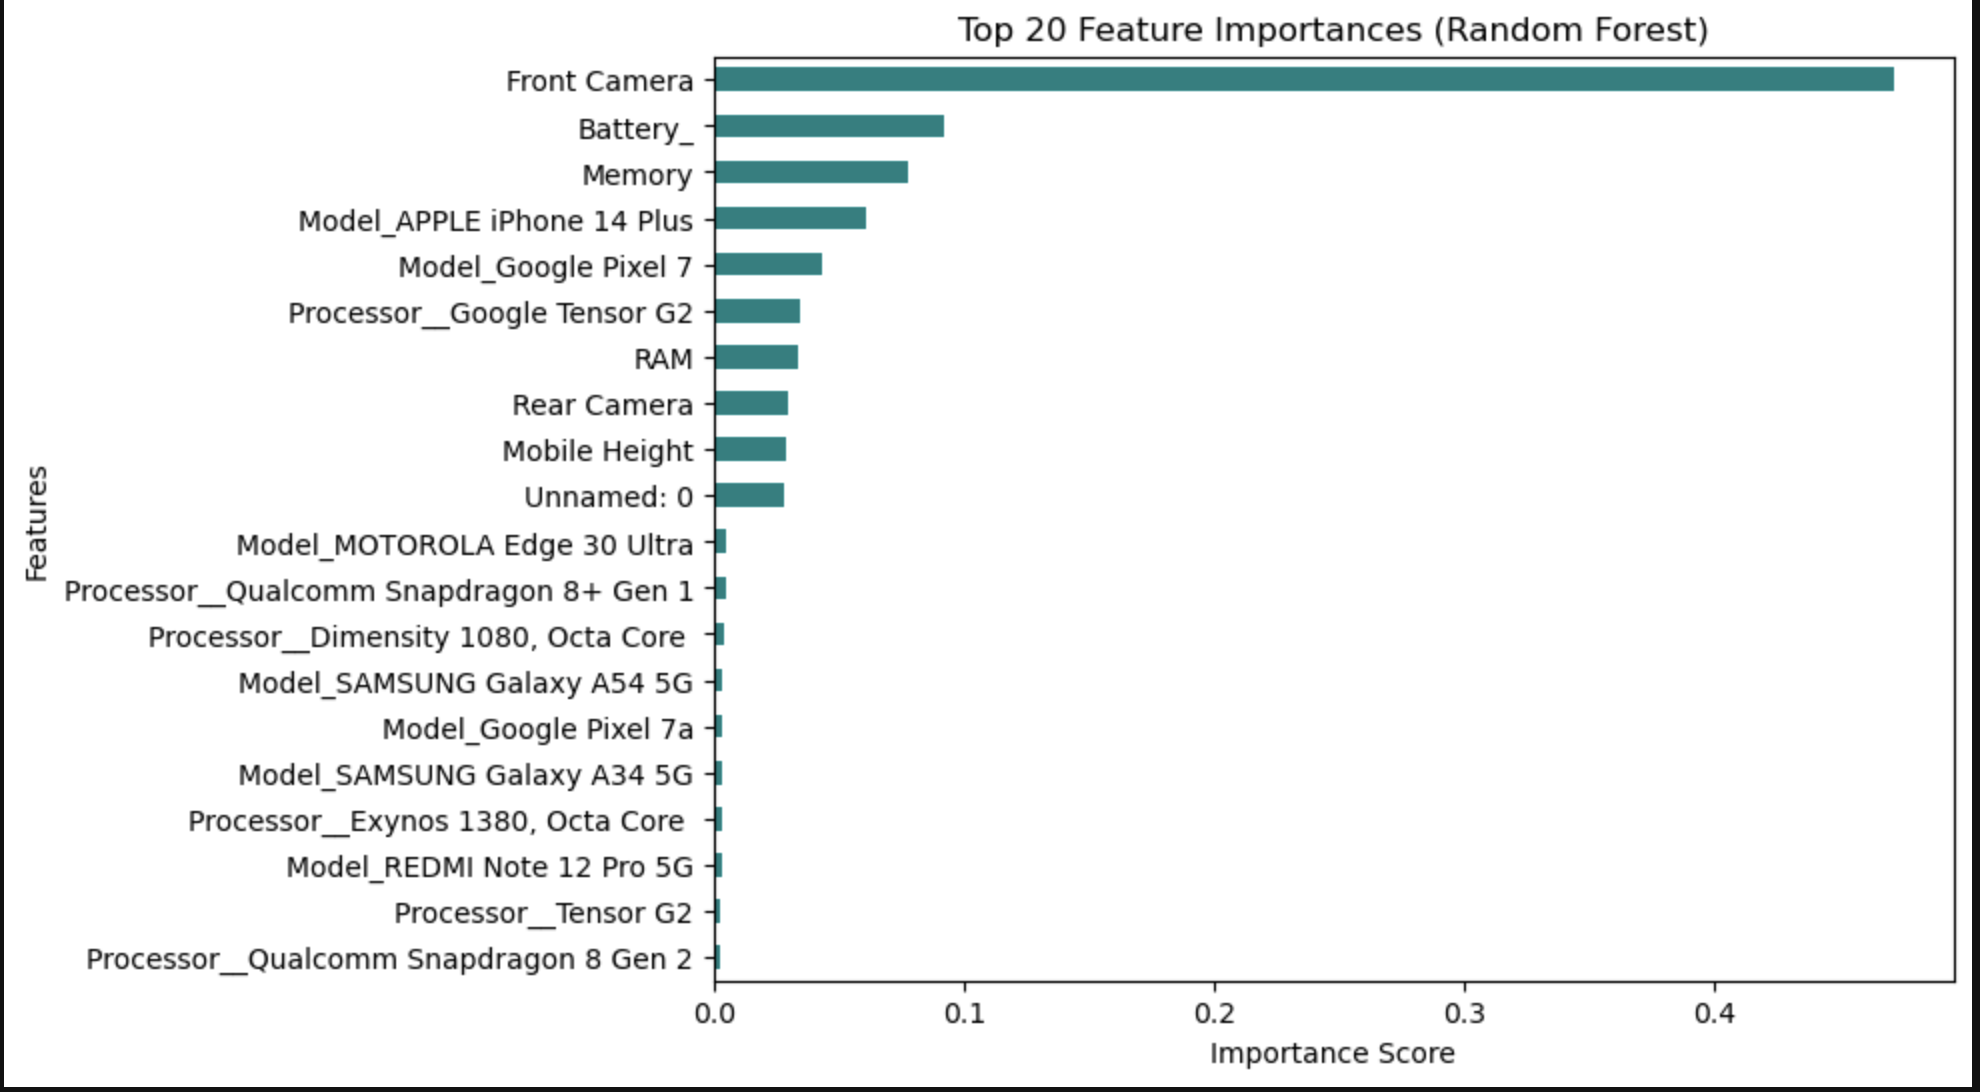 Top 20 Feature Importances (Random Forest)
Front Camera
Battery_
Memory
Model_APPLE iPhone 14 Plus
Model_Google Pixel 7
Processor__Google Tensor G2
RAM
Rear Camera
Mobile Height
Unnamed: 0
Model_MOTOROLA Edge 30 Ultra
Processor__Qualcomm Snapdragon 8+ Gen 1
Processor__Dimensity 1080, Octa Core
Model_SAMSUNG Galaxy A54 5G
Model_Google Pixel 7a
Model_SAMSUNG Galaxy A34 5G
Processor__Exynos 1380, Octa Core
Model_REDMI Note 12 Pro 5G
Processor__Tensor G2
Processor__Qualcomm Snapdragon 8 Gen 2
Features
0.0 0.1 0.2 0.3 0.4
Importance Score